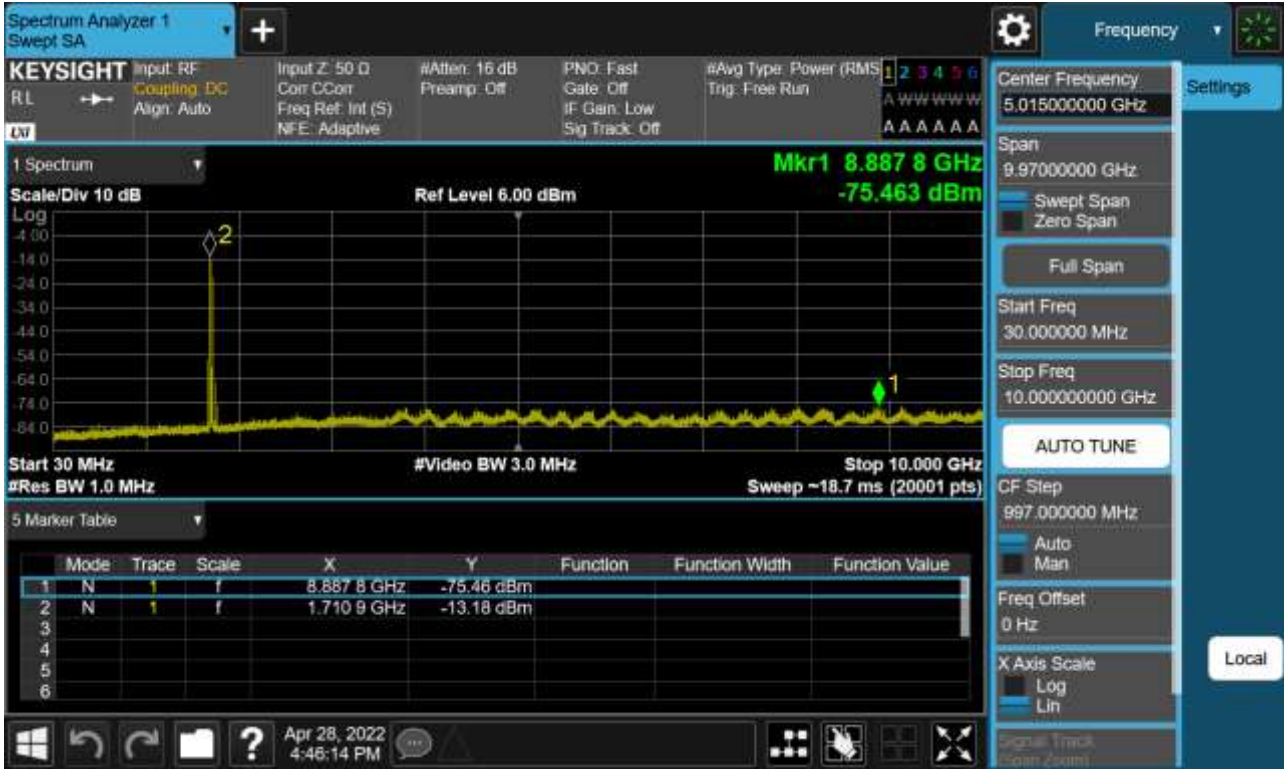 Spectrum Analyzer 1
Swept SA
+
Frequency
KEYSIGHT
RL
LXI
Input: RF
Coupling: DC
Align: Auto
Input Z: 50 Ω
Corr CCorr
Freq Ref: Int (S)
NFE: Adaptive
#Atten: 16 dB
Preamp: Off
PNO: Fast
Gate: Off
IF Gain: Low
Sig Track: Off
#Avg Type: Power (RMS
Trig: Free Run
1 2 3 4 5 6
A W W W W W
A A A A A A
1 Spectrum
Mkr1 8.887 8 GHz
Scale/Div 10 dB
Ref Level 6.00 dBm
-75.463 dBm
Log
-4.00
-14.0
-24.0
-34.0
-44.0
-54.0
-64.0
-74.0
-84.0
2
1
Start 30 MHz
#Video BW 3.0 MHz
Stop 10.000 GHz
#Res BW 1.0 MHz
Sweep ~18.7 ms (20001 pts)
5 Marker Table
Mode Trace Scale X Y Function Function Width Function Value
1 N 1 f 8.887 8 GHz -75.46 dBm
2 N 1 f 1.710 9 GHz -13.18 dBm
3
4
5
6
?
Apr 28, 2022
4:46:14 PM
Center Frequency
5.015000000 GHz
Settings
Span
9.97000000 GHz
Swept Span
Zero Span
Full Span
Start Freq
30.000000 MHz
Stop Freq
10.000000000 GHz
AUTO TUNE
CF Step
997.000000 MHz
Auto
Man
Freq Offset
0 Hz
X Axis Scale
Log
Lin
Local
Signal Track
(Span Zoom)